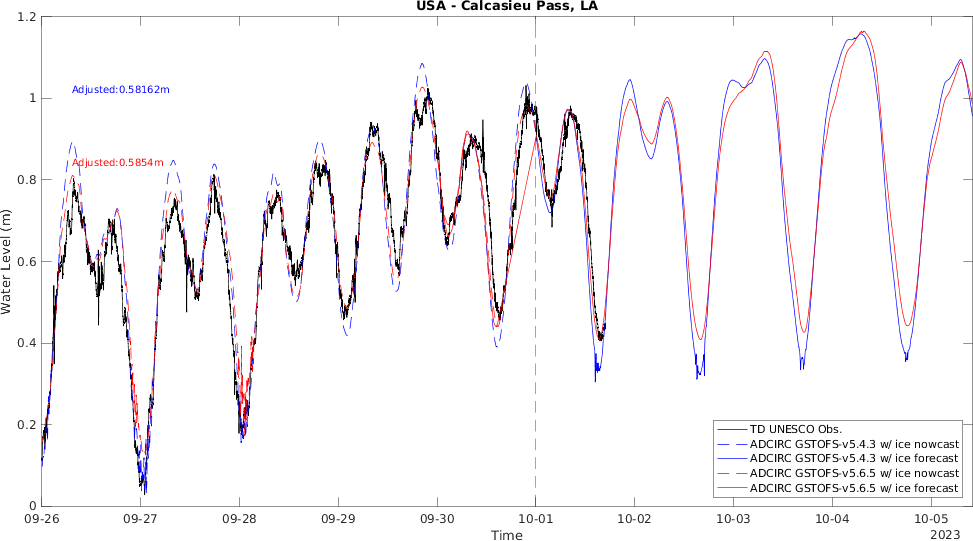 USA - Calcasieu Pass, LA
1.2
1
0.8
0.6
0.4
0.2
0
Water Level (m)
Adjusted:0.58162m
Adjusted:0.5854m
TD UNESCO Obs.
ADCIRC GSTOFS-v5.4.3 w/ ice nowcast
ADCIRC GSTOFS-v5.4.3 w/ ice forecast
ADCIRC GSTOFS-v5.6.5 w/ ice nowcast
ADCIRC GSTOFS-v5.6.5 w/ ice forecast
09-26 09-27 09-28 09-29 09-30 10-01 10-02 10-03 10-04 10-05
Time
2023